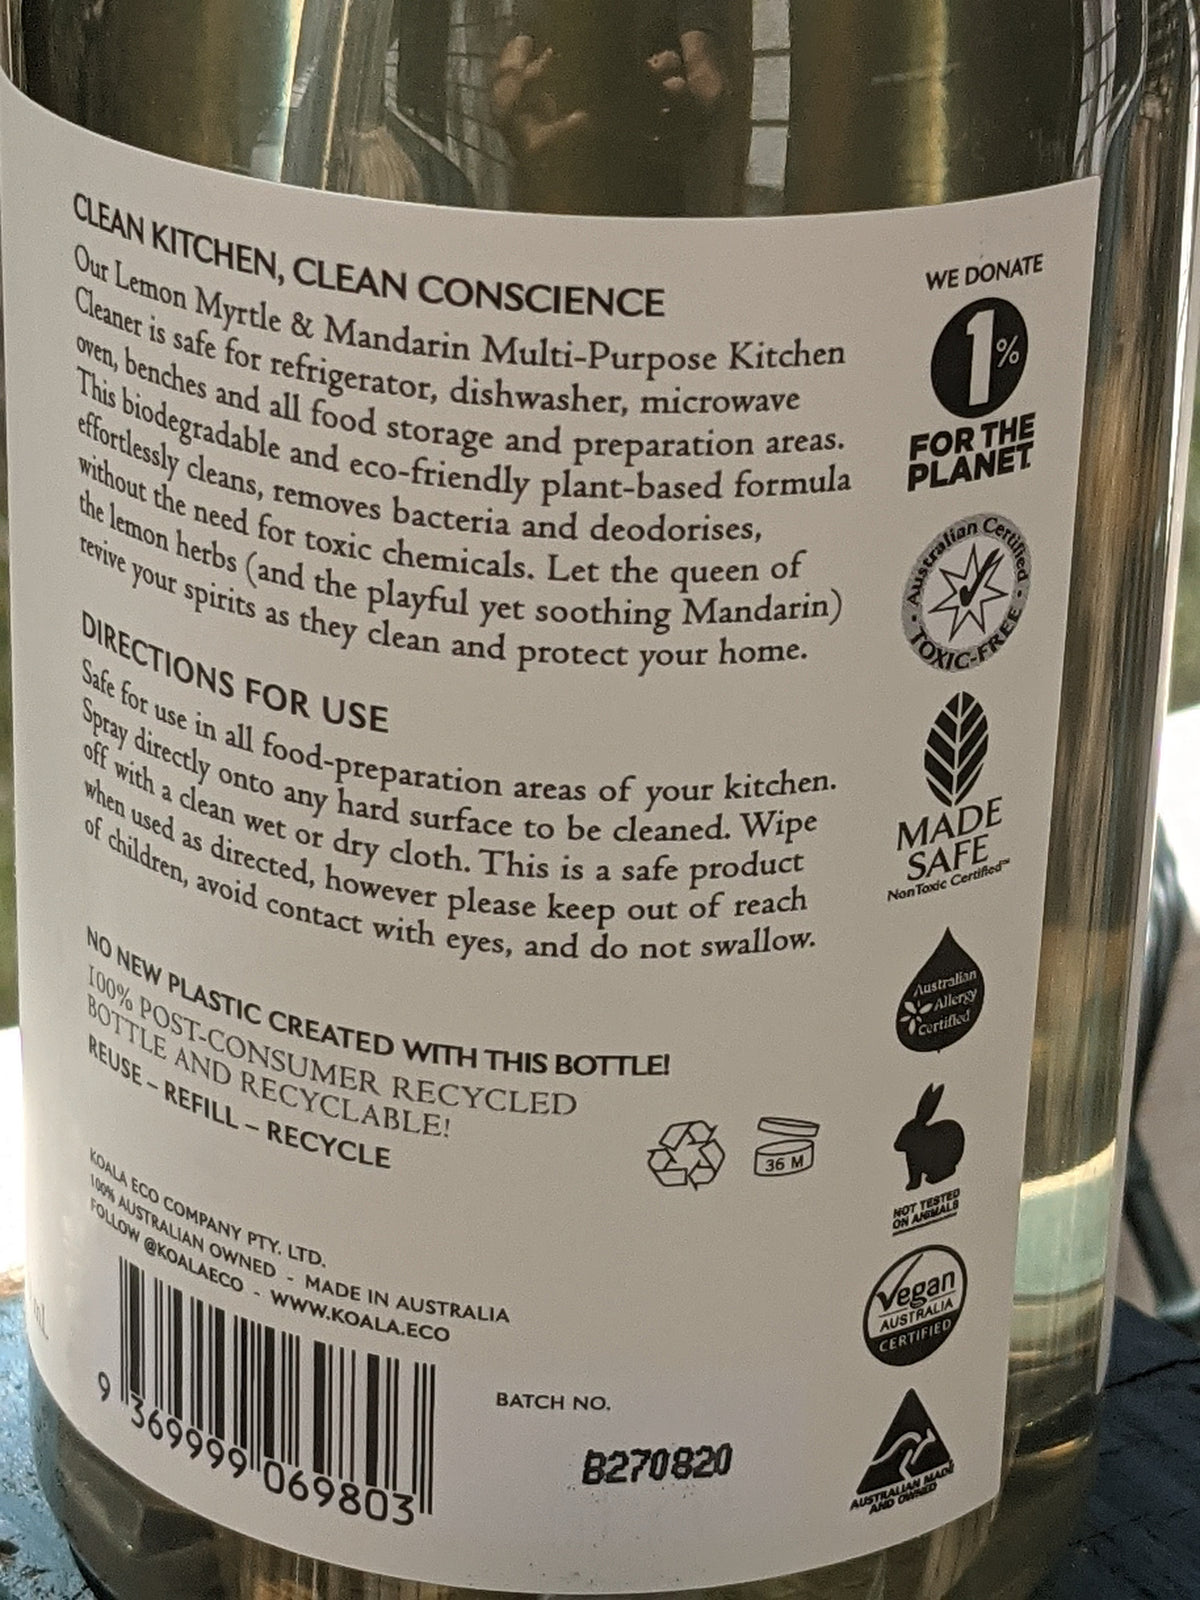 CLEAN KITCHEN, CLEAN CONSCIENCE
Our Lemon Myrtle & Mandarin Multi-Purpose Kitchen
Cleaner is safe for refrigerator, dishwasher, microwave
oven, benches and all food storage and preparation areas.
This biodegradable and eco-friendly plant-based formula
effortlessly cleans, removes bacteria and deodorises,
without the need for toxic chemicals. Let the queen of
the lemon herbs (and the playful yet soothing Mandarin)
revive your spirits as they clean and protect your home.
DIRECTIONS FOR USE
Safe for use in all food-preparation areas of your kitchen.
Spray directly onto any hard surface to be cleaned. Wipe
off with a clean wet or dry cloth. This is a safe product
when used as directed, however please keep out of reach
of children, avoid contact with eyes, and do not swallow.
NO NEW PLASTIC CREATED WITH THIS BOTTLE!
100% POST-CONSUMER RECYCLED
BOTTLE AND RECYCLABLE!
REUSE – REFILL – RECYCLE
36 M
KOALA ECO COMPANY PTY. LTD.
100% AUSTRALIAN OWNED - MADE IN AUSTRALIA
FOLLOW @KOALAECO - WWW.KOALA.ECO
9 369999 069803
BATCH NO.
B270820
WE DONATE
1%
FOR THE
PLANET
Australian Certified
TOXIC-FREE
MADE
SAFE
NonToxic Certified™
Australian
Allergy
Certified
NOT TESTED
ON ANIMALS
Vegan
AUSTRALIA
CERTIFIED
AUSTRALIAN MADE
AND OWNED